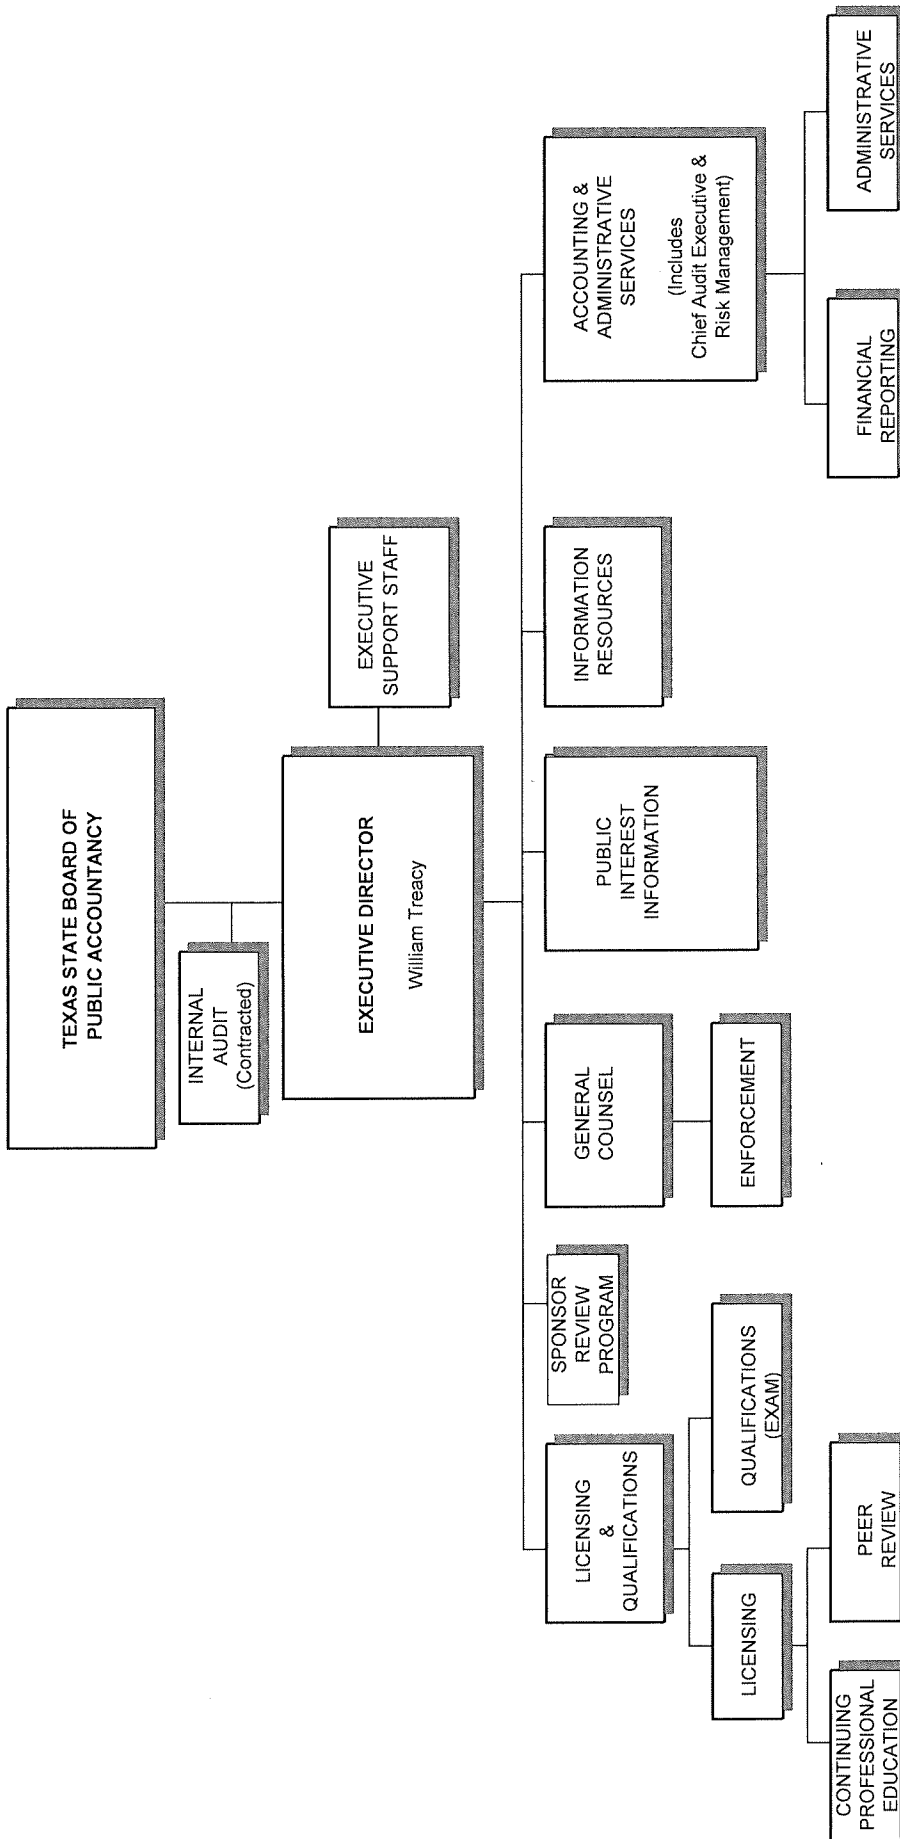 TEXAS STATE BOARD OF
PUBLIC ACCOUNTANCY
INTERNAL
AUDIT
(Contracted)
EXECUTIVE DIRECTOR
William Treacy
EXECUTIVE
SUPPORT STAFF
LICENSING
&
QUALIFICATIONS
SPONSOR
REVIEW
PROGRAM
GENERAL
COUNSEL
PUBLIC
INTEREST
INFORMATION
INFORMATION
RESOURCES
ACCOUNTING &
ADMINISTRATIVE
SERVICES
(Includes
Chief Audit Executive &
Risk Management)
LICENSING
QUALIFICATIONS
(EXAM)
ENFORCEMENT
CONTINUING
PROFESSIONAL
EDUCATION
PEER
REVIEW
FINANCIAL
REPORTING
ADMINISTRATIVE
SERVICES